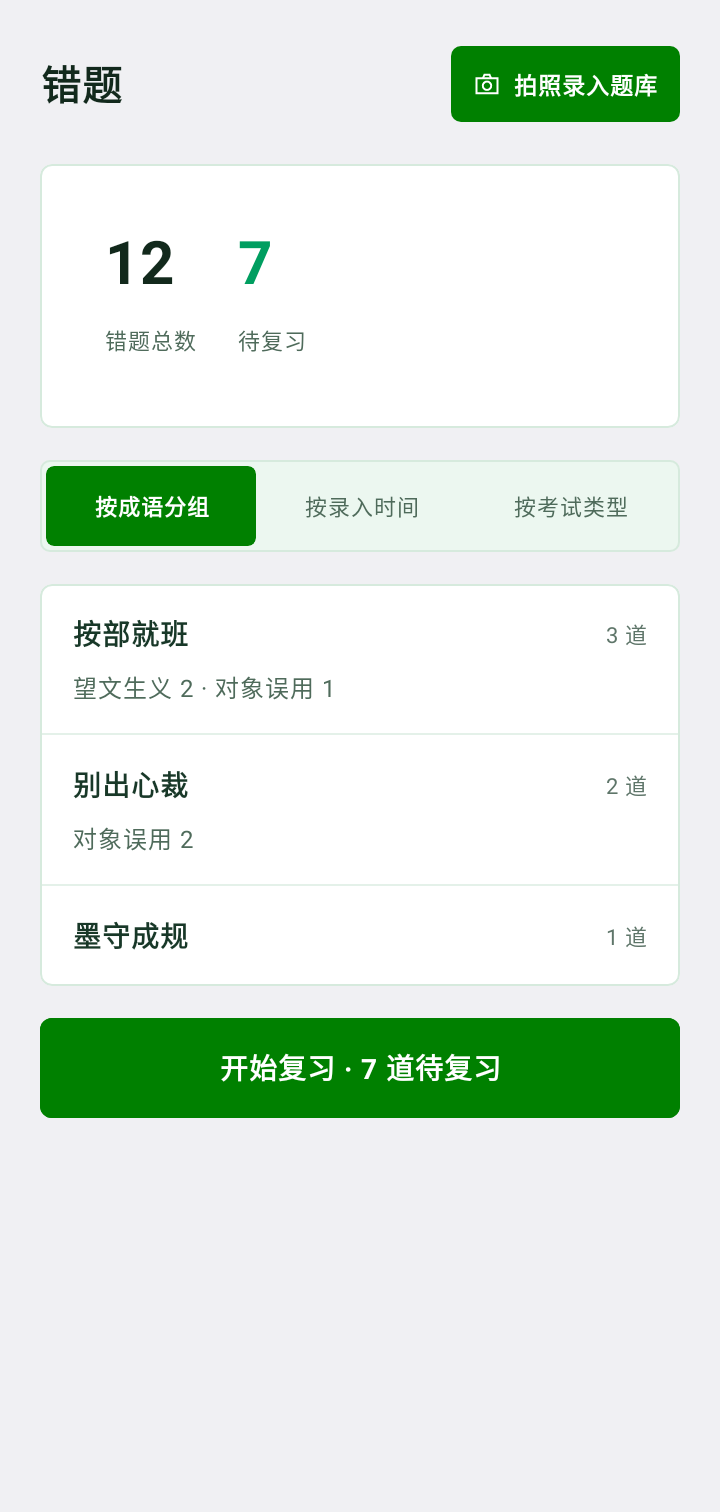 错题
拍照录入题库
12
7
错题总数
待复习
按成语分组
按录入时间
按考试类型
按部就班
3 道
望文生义 2 · 对象误用 1
别出心裁
2 道
对象误用 2
墨守成规
1 道
开始复习 · 7 道待复习